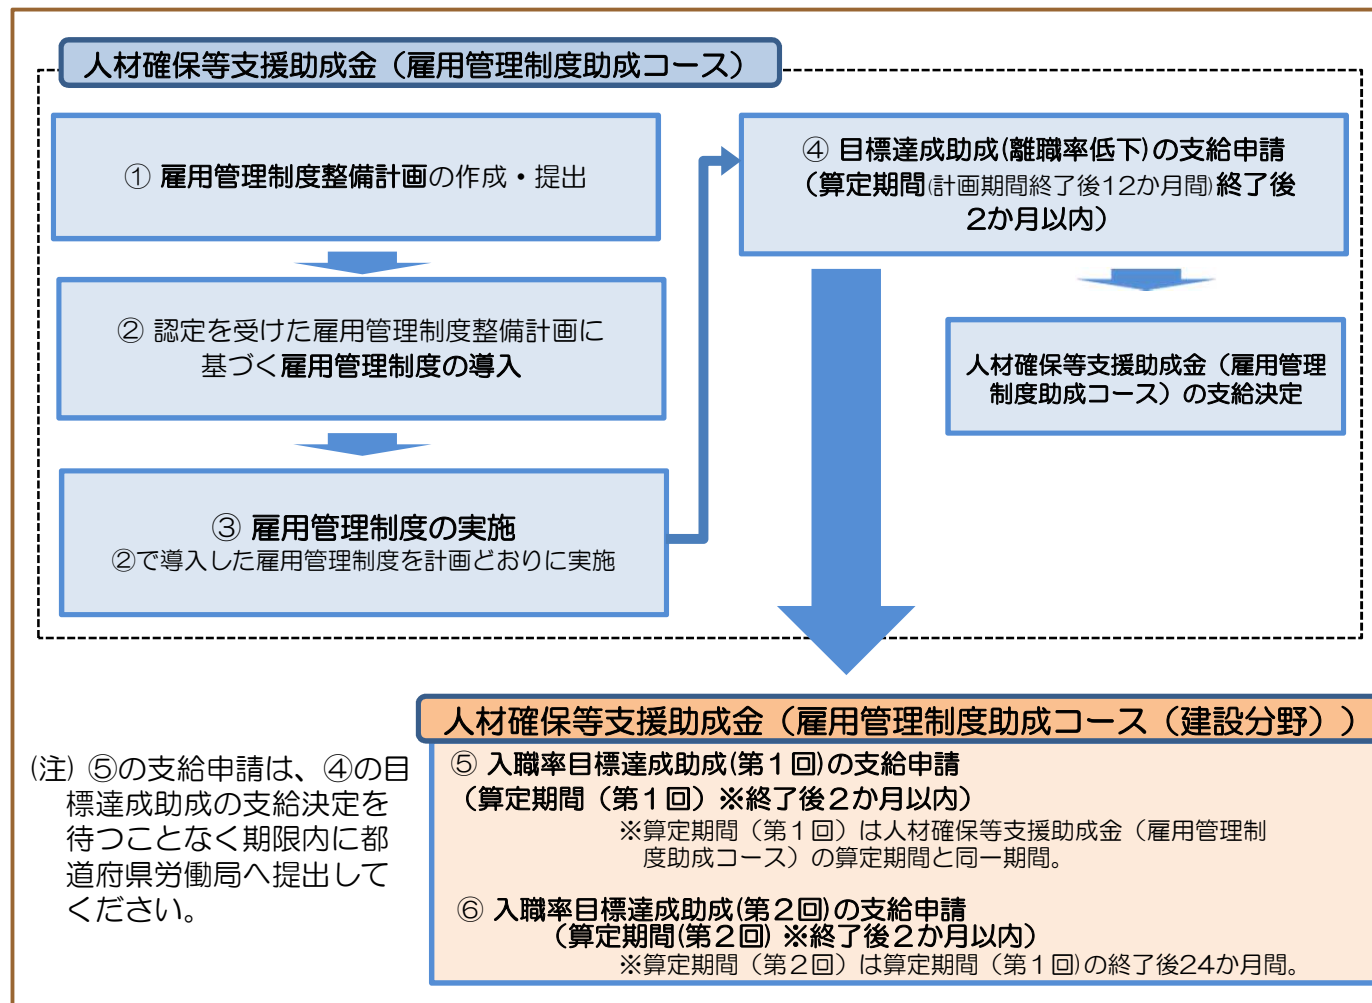 人材確保等支援助成金（雇用管理制度助成コース）
① 雇用管理制度整備計画の作成・提出
② 認定を受けた雇用管理制度整備計画に
基づく雇用管理制度の導入
③ 雇用管理制度の実施
②で導入した雇用管理制度を計画どおりに実施
④ 目標達成助成(離職率低下)の支給申請
（算定期間(計画期間終了後12か月間)終了後
2か月以内）
人材確保等支援助成金（雇用管理
制度助成コース）の支給決定
人材確保等支援助成金（雇用管理制度助成コース（建設分野））
⑤ 入職率目標達成助成(第１回)の支給申請
（算定期間（第１回）※終了後２か月以内）
※算定期間（第１回）は人材確保等支援助成金（雇用管理制
度助成コース）の算定期間と同一期間。
⑥ 入職率目標達成助成(第２回)の支給申請
（算定期間(第２回) ※終了後２か月以内）
※算定期間（第２回）は算定期間（第１回)の終了後24か月間。
(注) ⑤の支給申請は、④の目
標達成助成の支給決定を
待つことなく期限内に都
道府県労働局へ提出して
ください。